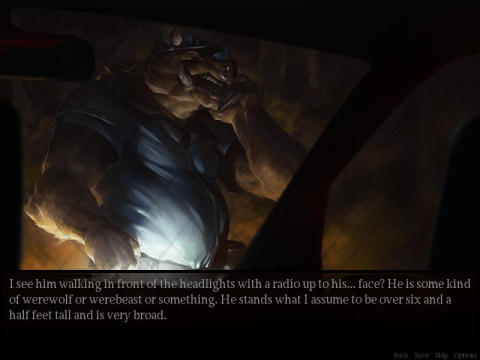 I see him walking in front of the headlights with a radio up to his... face? He is some kind
of werewolf or werebeast or something. He stands what I assume to be over six and a
half feet tall and is very broad.
Back Save Skip Options